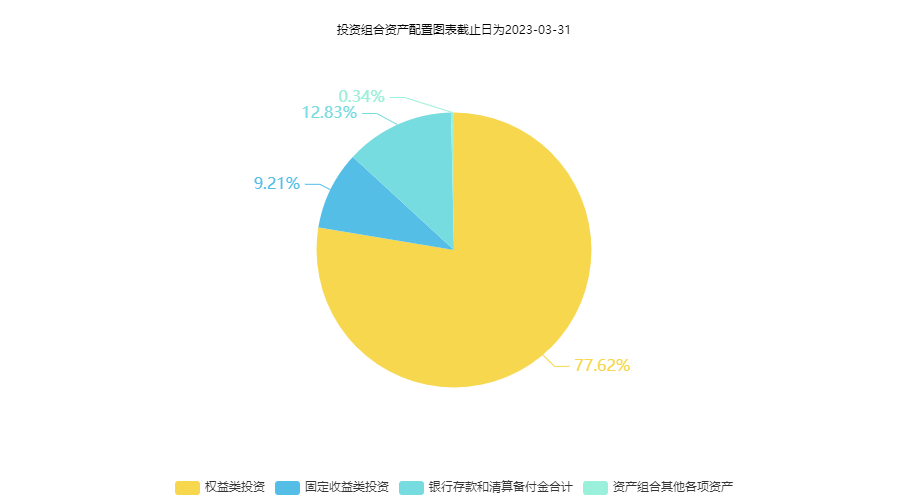 投资组合资产配置图表截止日为2023-03-31
0.34%
12.83%
9.21%
77.62%
权益类投资
固定收益类投资
银行存款和清算备付金合计
资产组合其他各项资产